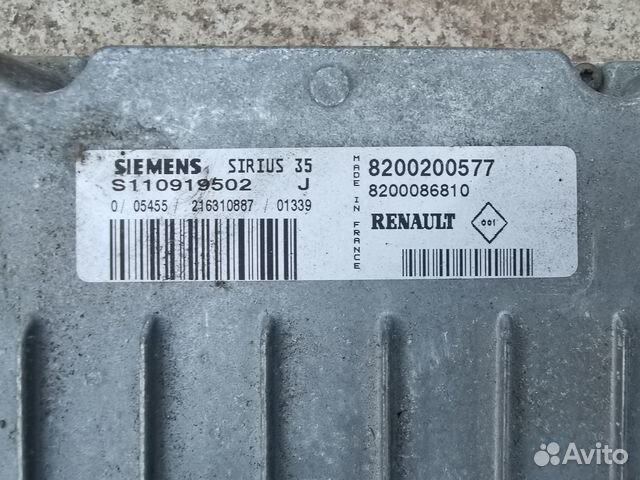 SIEMENS SIRIUS 35
S110919502 J
0/ 05455/ 216310887/ 01339
MADE IN FRANCE
8200200577
8200086810
RENAULT 001
Avito